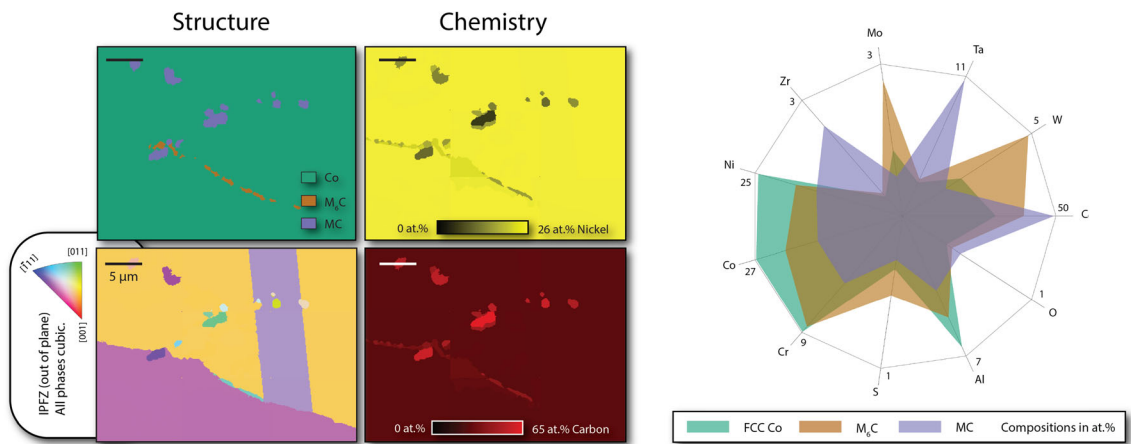 Structure
Chemistry
Co
M₆C
MC
0 at.%
26 at.% Nickel
IPFZ (out of plane)
All phases cubic.
[1̄11]
[011]
[001]
5 μm
0 at.%
65 at.% Carbon
Mo
3
Ta
11
Zr
3
W
5
Ni
25
C
50
Co
27
O
1
Cr
9
S
1
Al
7
FCC Co
M₆C
MC
Compositions in at.%